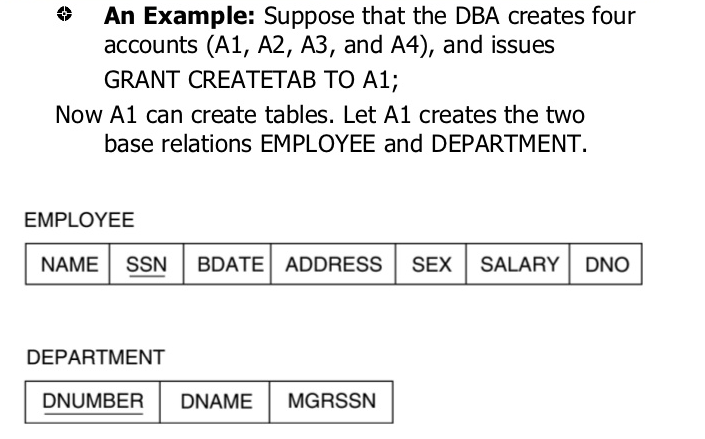 An Example: Suppose that the DBA creates four
accounts (A1, A2, A3, and A4), and issues
GRANT CREATETAB TO A1;
Now A1 can create tables. Let A1 creates the two
base relations EMPLOYEE and DEPARTMENT.
EMPLOYEE
NAME SSN BDATE ADDRESS SEX SALARY DNO
DEPARTMENT
DNUMBER DNAME MGRSSN